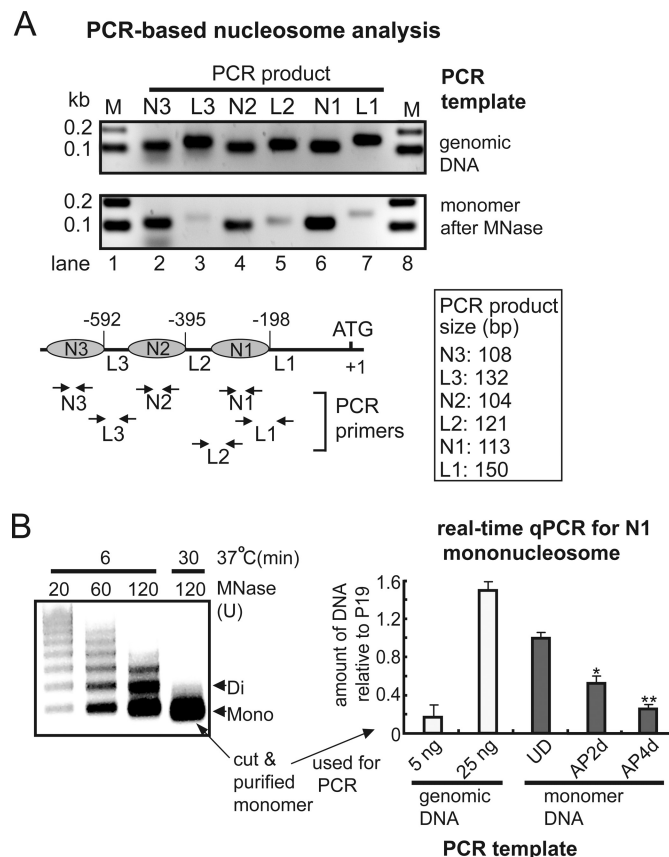 A
PCR-based nucleosome analysis
PCR product
PCR
template
kb
M N3 L3 N2 L2 N1 L1 M
0.2
0.1
genomic
DNA
0.2
0.1
monomer
after MNase
lane 1 2 3 4 5 6 7 8
-592 -395 -198 ATG
N3 N2 N1
L3 L2 L1 +1
N3 N2 N1
L3 L1
L2
PCR
primers
PCR product
size (bp)
N3: 108
L3: 132
N2: 104
L2: 121
N1: 113
L1: 150
B
6 30 37°C(min)
20 60 120 120 MNase
(U)
Di
Mono
cut &
purified
monomer
used for
PCR
real-time qPCR for N1
mononucleosome
amount of DNA
relative to P19
1.6
1.2
0.8
0.4
0
*
**
5 ng 25 ng UD AP2d AP4d
genomic
DNA
monomer
DNA
PCR template